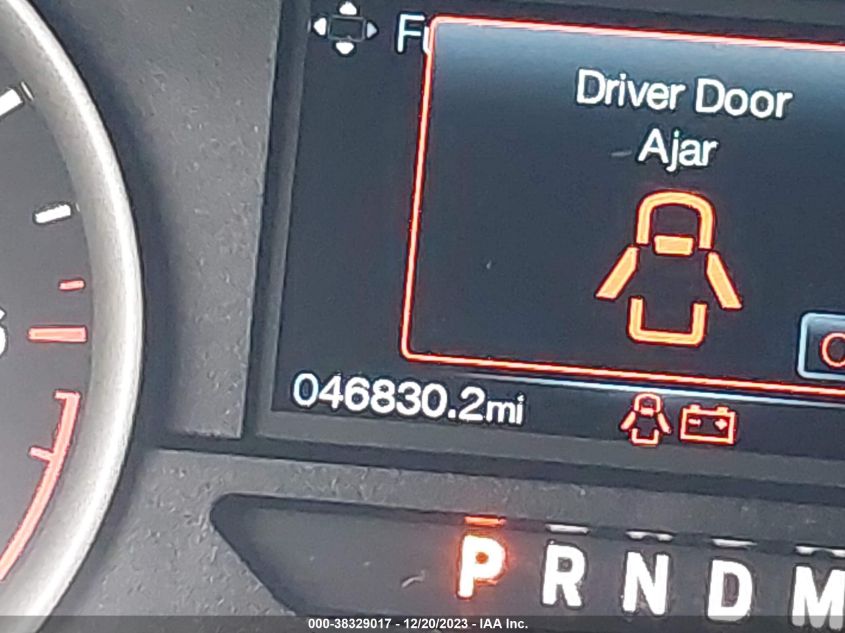 Driver Door
Ajar
046830.2mi
P R N D M
000-38329017 - 12/20/2023 - IAA Inc.